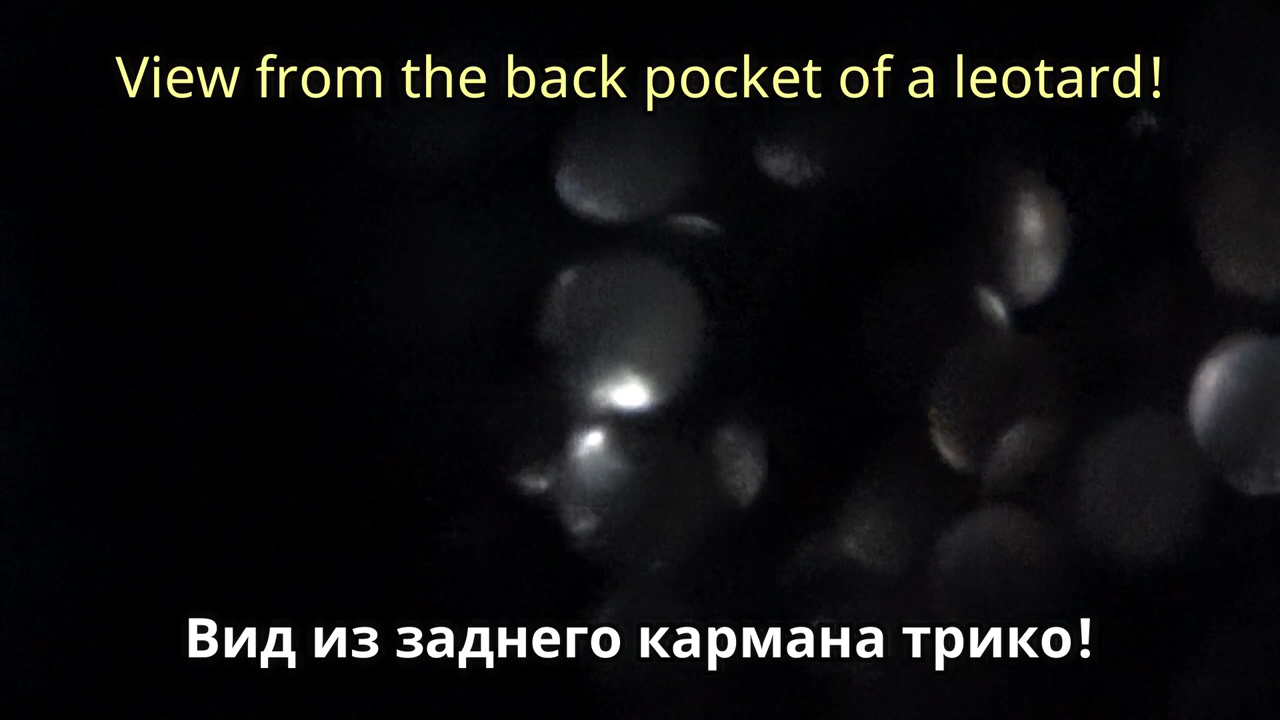 View from the back pocket of a leotard!
Вид из заднего кармана трико!